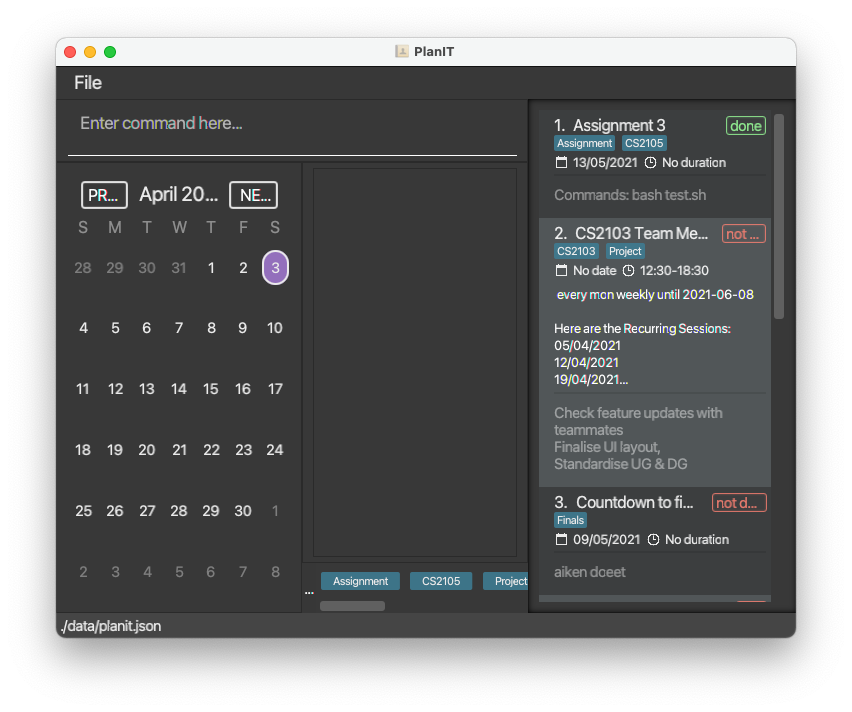 PlanIT
File
Enter command here...
PR... April 20... NE...
S M T W T F S
28 29 30 31 1 2 3
4 5 6 7 8 9 10
11 12 13 14 15 16 17
18 19 20 21 22 23 24
25 26 27 28 29 30 1
2 3 4 5 6 7 8
... Assignment CS2105 Project
1. Assignment 3 done
Assignment CS2105
13/05/2021 No duration
Commands: bash test.sh
2. CS2103 Team Me... not ...
CS2103 Project
No date 12:30-18:30
every mon weekly until 2021-06-08
Here are the Recurring Sessions:
05/04/2021
12/04/2021
19/04/2021...
Check feature updates with
teammates
Finalise UI layout,
Standardise UG & DG
3. Countdown to fi... not d...
Finals
09/05/2021 No duration
aiken doeet
./data/planit.json